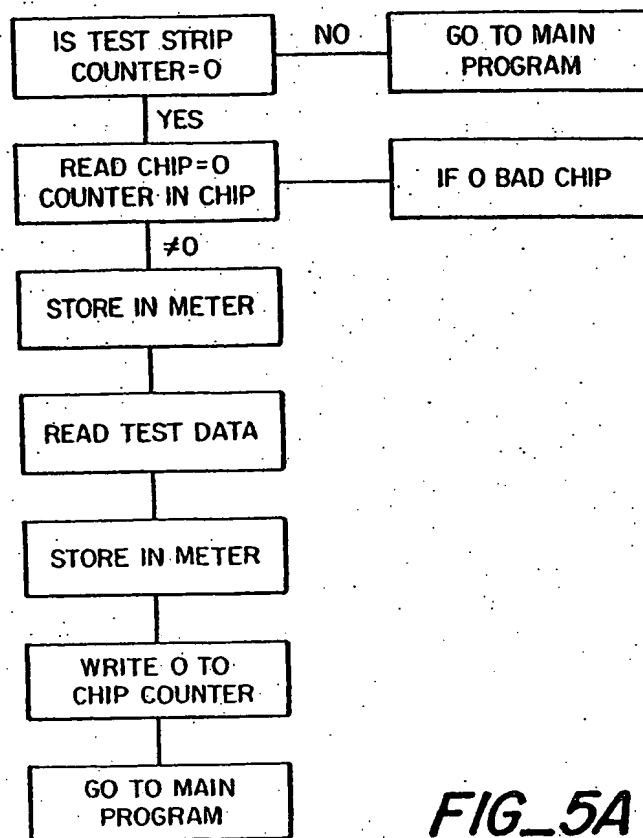 IS TEST STRIP
COUNTER=0
NO
GO TO MAIN
PROGRAM
YES
READ CHIP=0
COUNTER IN CHIP
IF 0 BAD CHIP
≠0
STORE IN METER
READ TEST DATA
STORE IN METER
WRITE 0 TO
CHIP COUNTER
GO TO MAIN
PROGRAM
FIG_5A